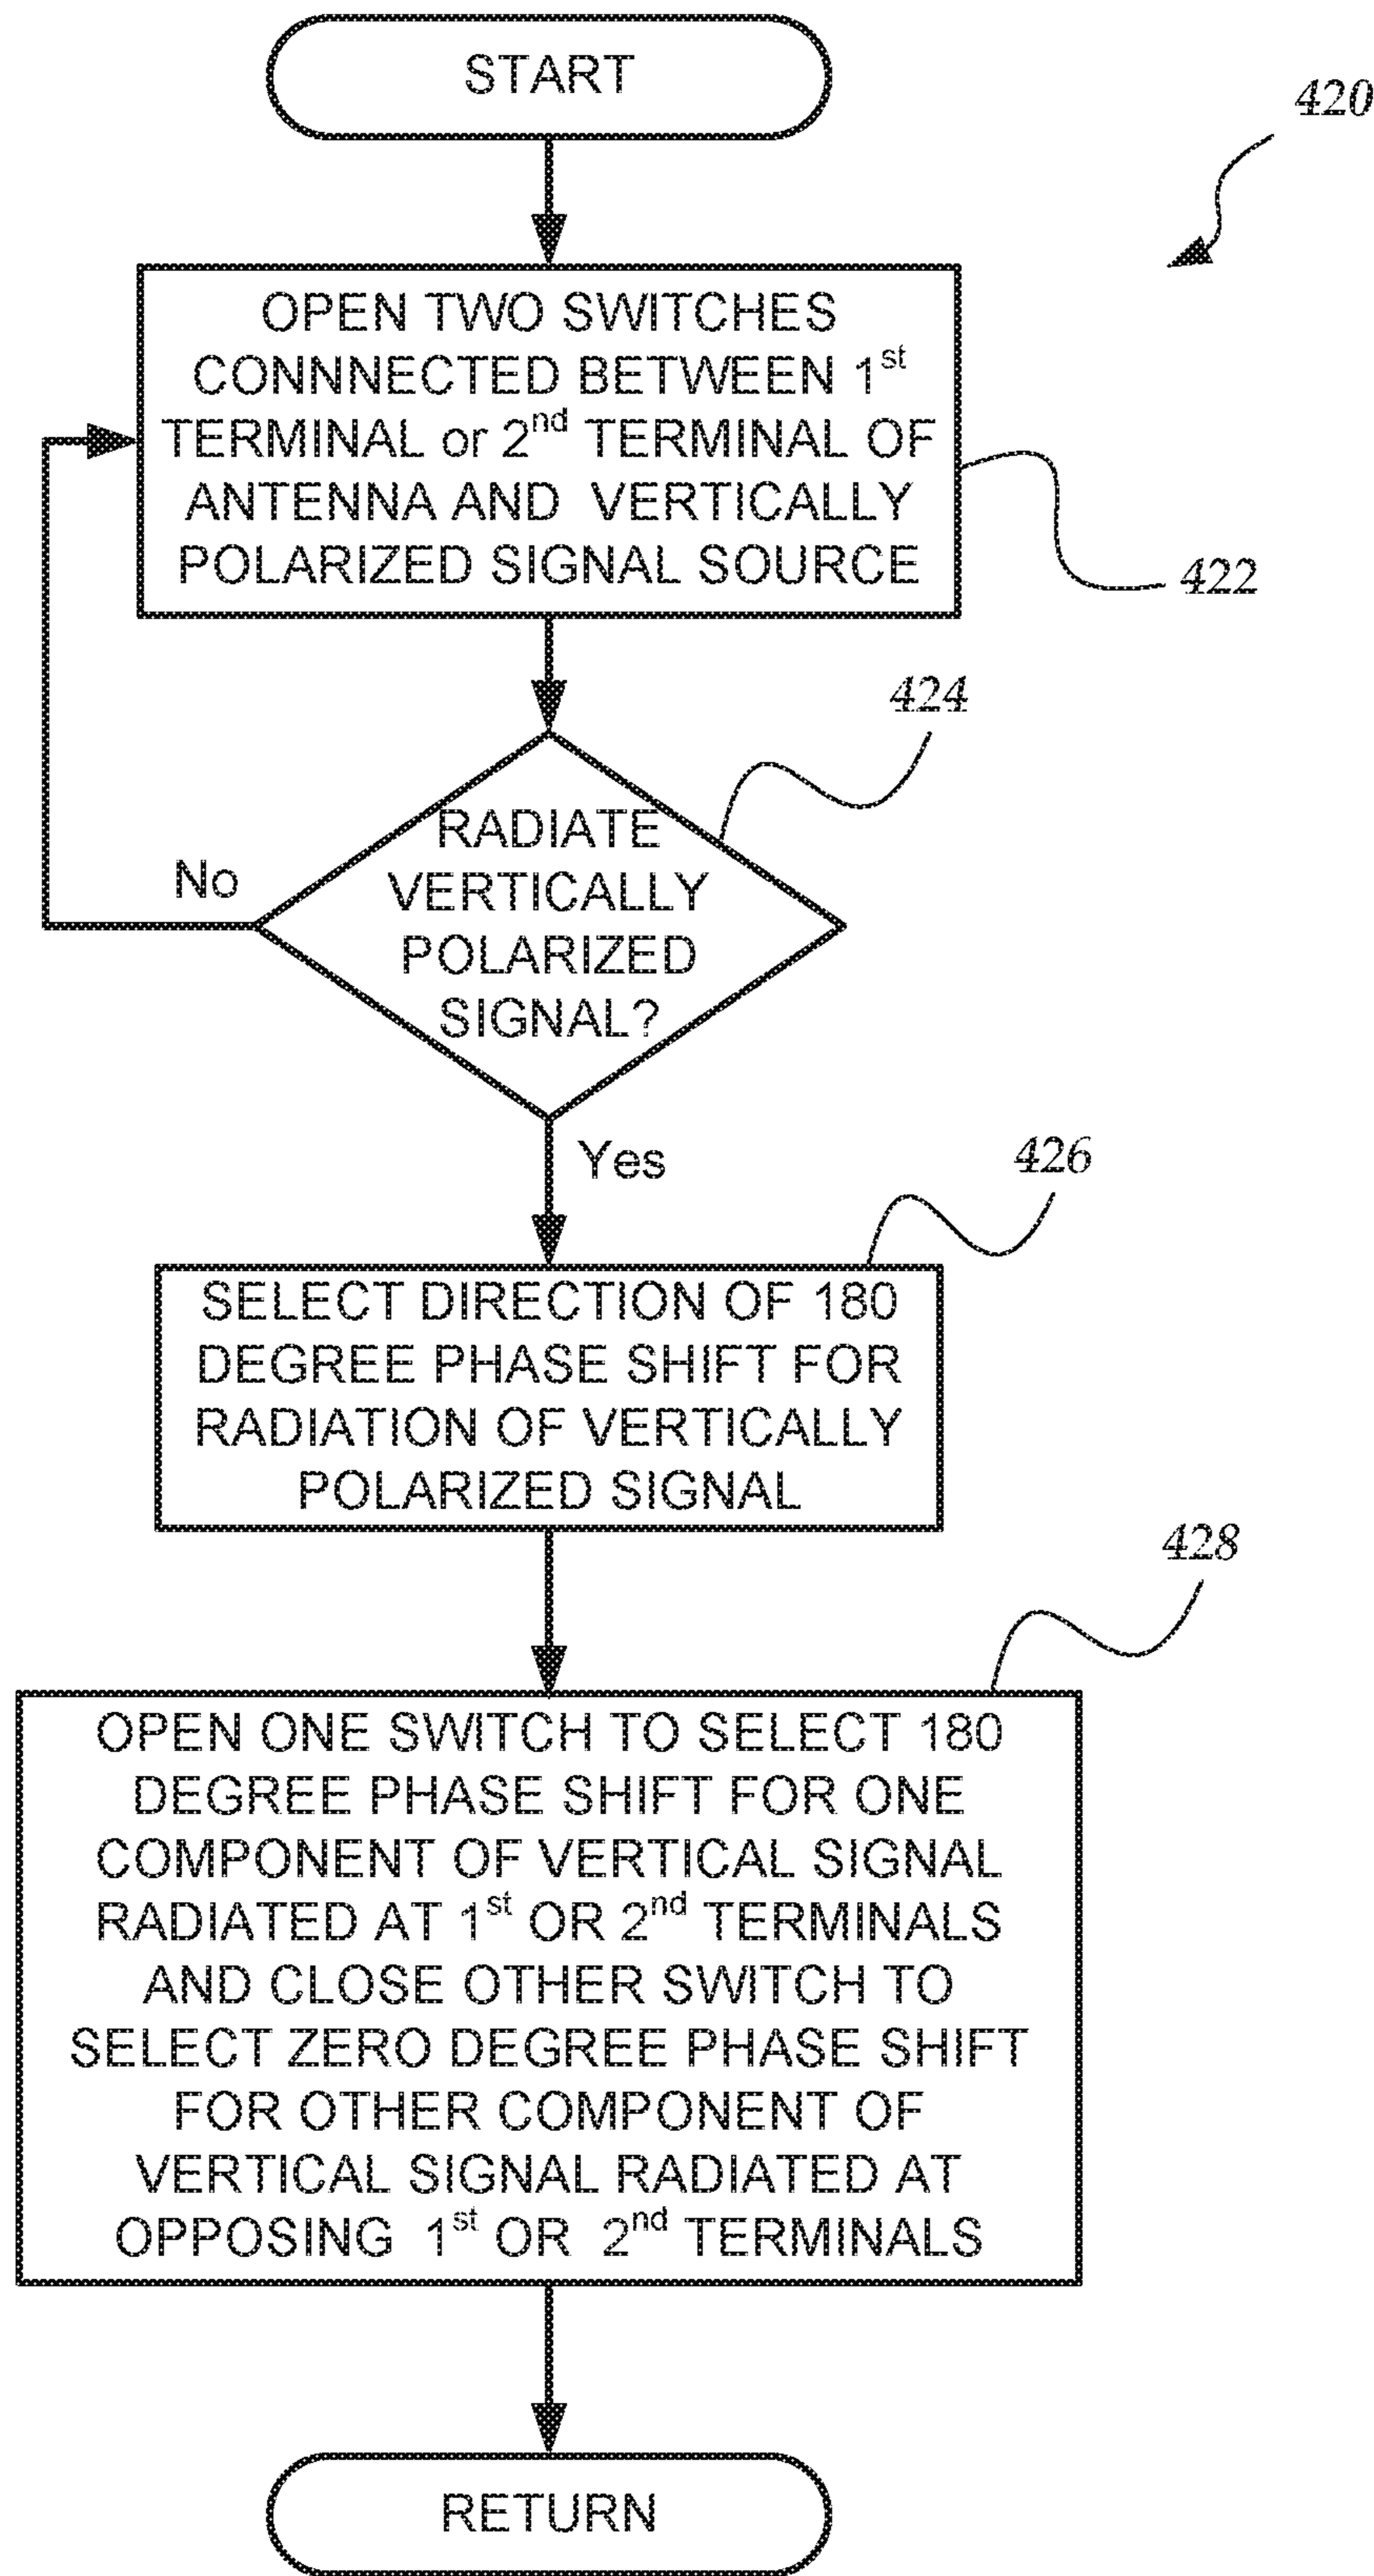 START
420
OPEN TWO SWITCHES
CONNNECTED BETWEEN 1st
TERMINAL or 2nd TERMINAL OF
ANTENNA AND VERTICALLY
POLARIZED SIGNAL SOURCE
422
424
RADIATE
VERTICALLY
POLARIZED
SIGNAL?
No
Yes
426
SELECT DIRECTION OF 180
DEGREE PHASE SHIFT FOR
RADIATION OF VERTICALLY
POLARIZED SIGNAL
428
OPEN ONE SWITCH TO SELECT 180
DEGREE PHASE SHIFT FOR ONE
COMPONENT OF VERTICAL SIGNAL
RADIATED AT 1st OR 2nd TERMINALS
AND CLOSE OTHER SWITCH TO
SELECT ZERO DEGREE PHASE SHIFT
FOR OTHER COMPONENT OF
VERTICAL SIGNAL RADIATED AT
OPPOSING 1st OR 2nd TERMINALS
RETURN